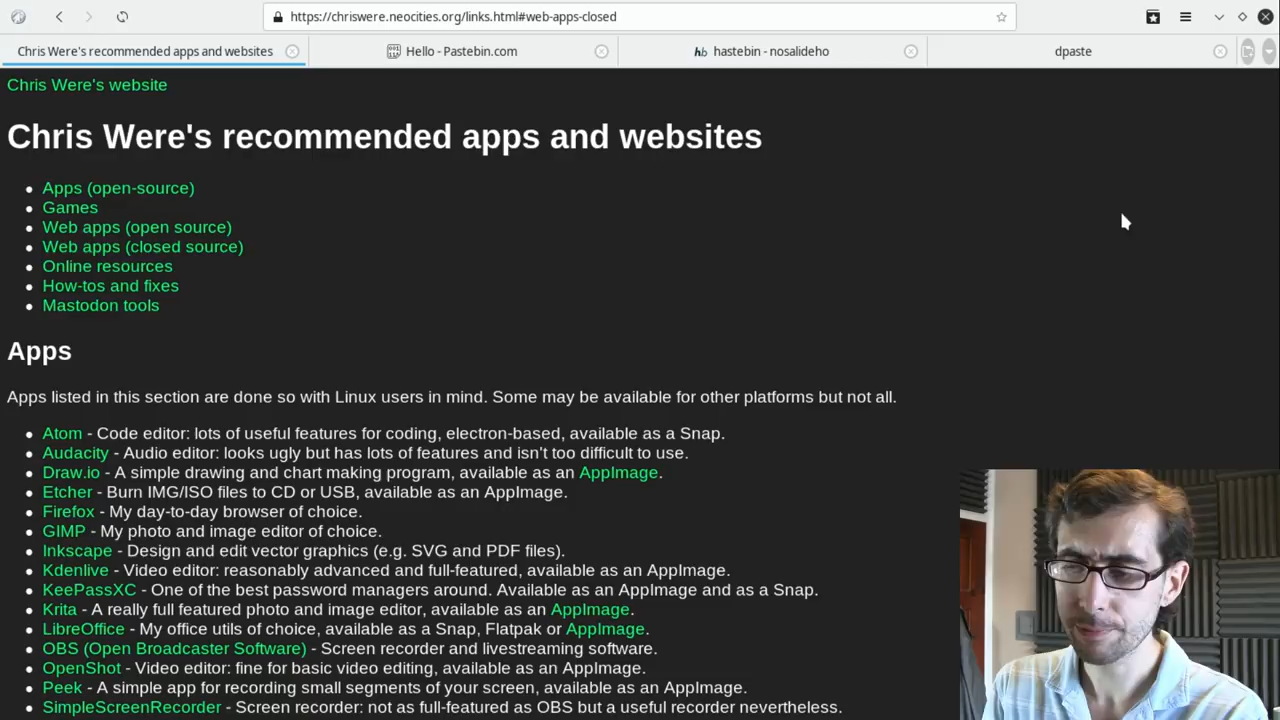 https://chriswere.neocities.org/links.html#web-apps-closed
Chris Were's recommended apps and websites
Hello - Pastebin.com
hb hastebin - nosalideho
dpaste
Chris Were's website
Chris Were's recommended apps and websites
Apps (open-source)
Games
Web apps (open source)
Web apps (closed source)
Online resources
How-tos and fixes
Mastodon tools
Apps
Apps listed in this section are done so with Linux users in mind. Some may be available for other platforms but not all.
Atom - Code editor: lots of useful features for coding, electron-based, available as a Snap.
Audacity - Audio editor: looks ugly but has lots of features and isn't too difficult to use.
Draw.io - A simple drawing and chart making program, available as an AppImage.
Etcher - Burn IMG/ISO files to CD or USB, available as an AppImage.
Firefox - My day-to-day browser of choice.
GIMP - My photo and image editor of choice.
Inkscape - Design and edit vector graphics (e.g. SVG and PDF files).
Kdenlive - Video editor: reasonably advanced and full-featured, available as an AppImage.
KeePassXC - One of the best password managers around. Available as an AppImage and as a Snap.
Krita - A really full featured photo and image editor, available as an AppImage.
LibreOffice - My office utils of choice, available as a Snap, Flatpak or AppImage.
OBS (Open Broadcaster Software) - Screen recorder and livestreaming software.
OpenShot - Video editor: fine for basic video editing, available as an AppImage.
Peek - A simple app for recording small segments of your screen, available as an AppImage.
SimpleScreenRecorder - Screen recorder: not as full-featured as OBS but a useful recorder nevertheless.